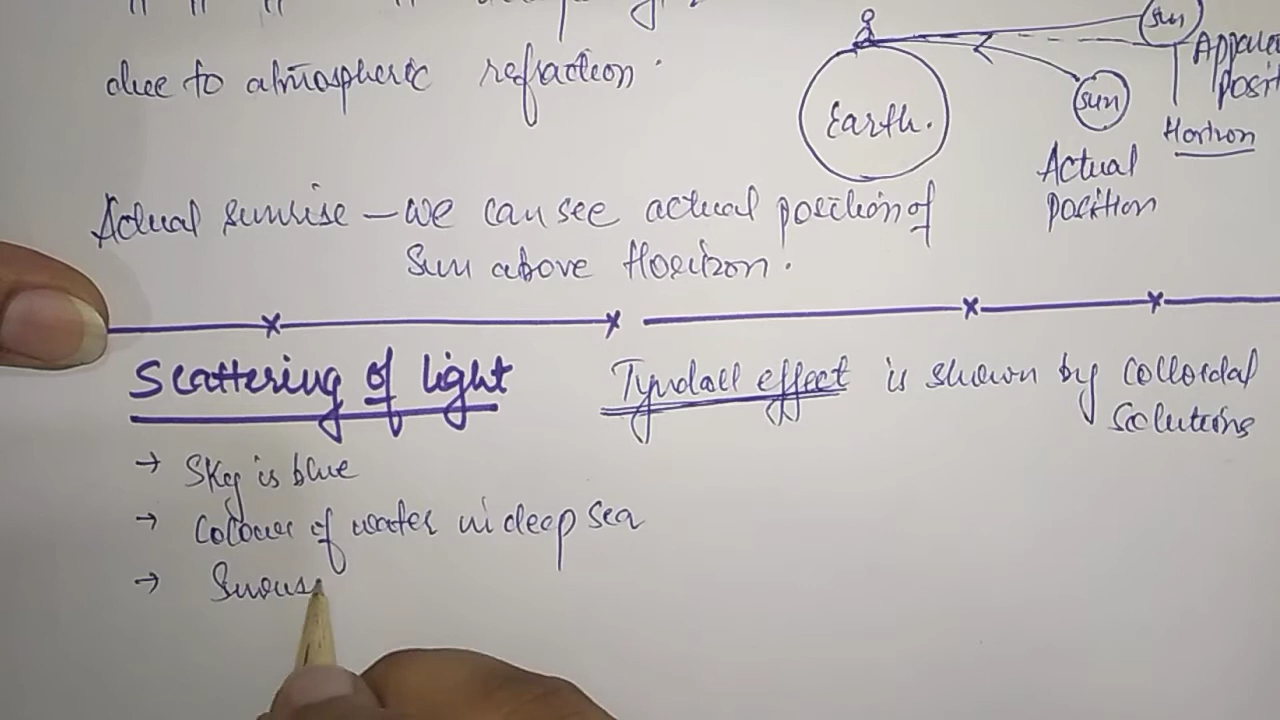 due to atmospheric refraction.
Sun
Apparent
Posit
Earth.
Sun
Horizon
Actual
position
Actual sunrise – we can see actual position of
Sun above Horizon.
Scattering of light
Tyndall effect is shown by colloidal
solutions
→ Sky is blue
→ Colour of water in deep sea
→ Sunris